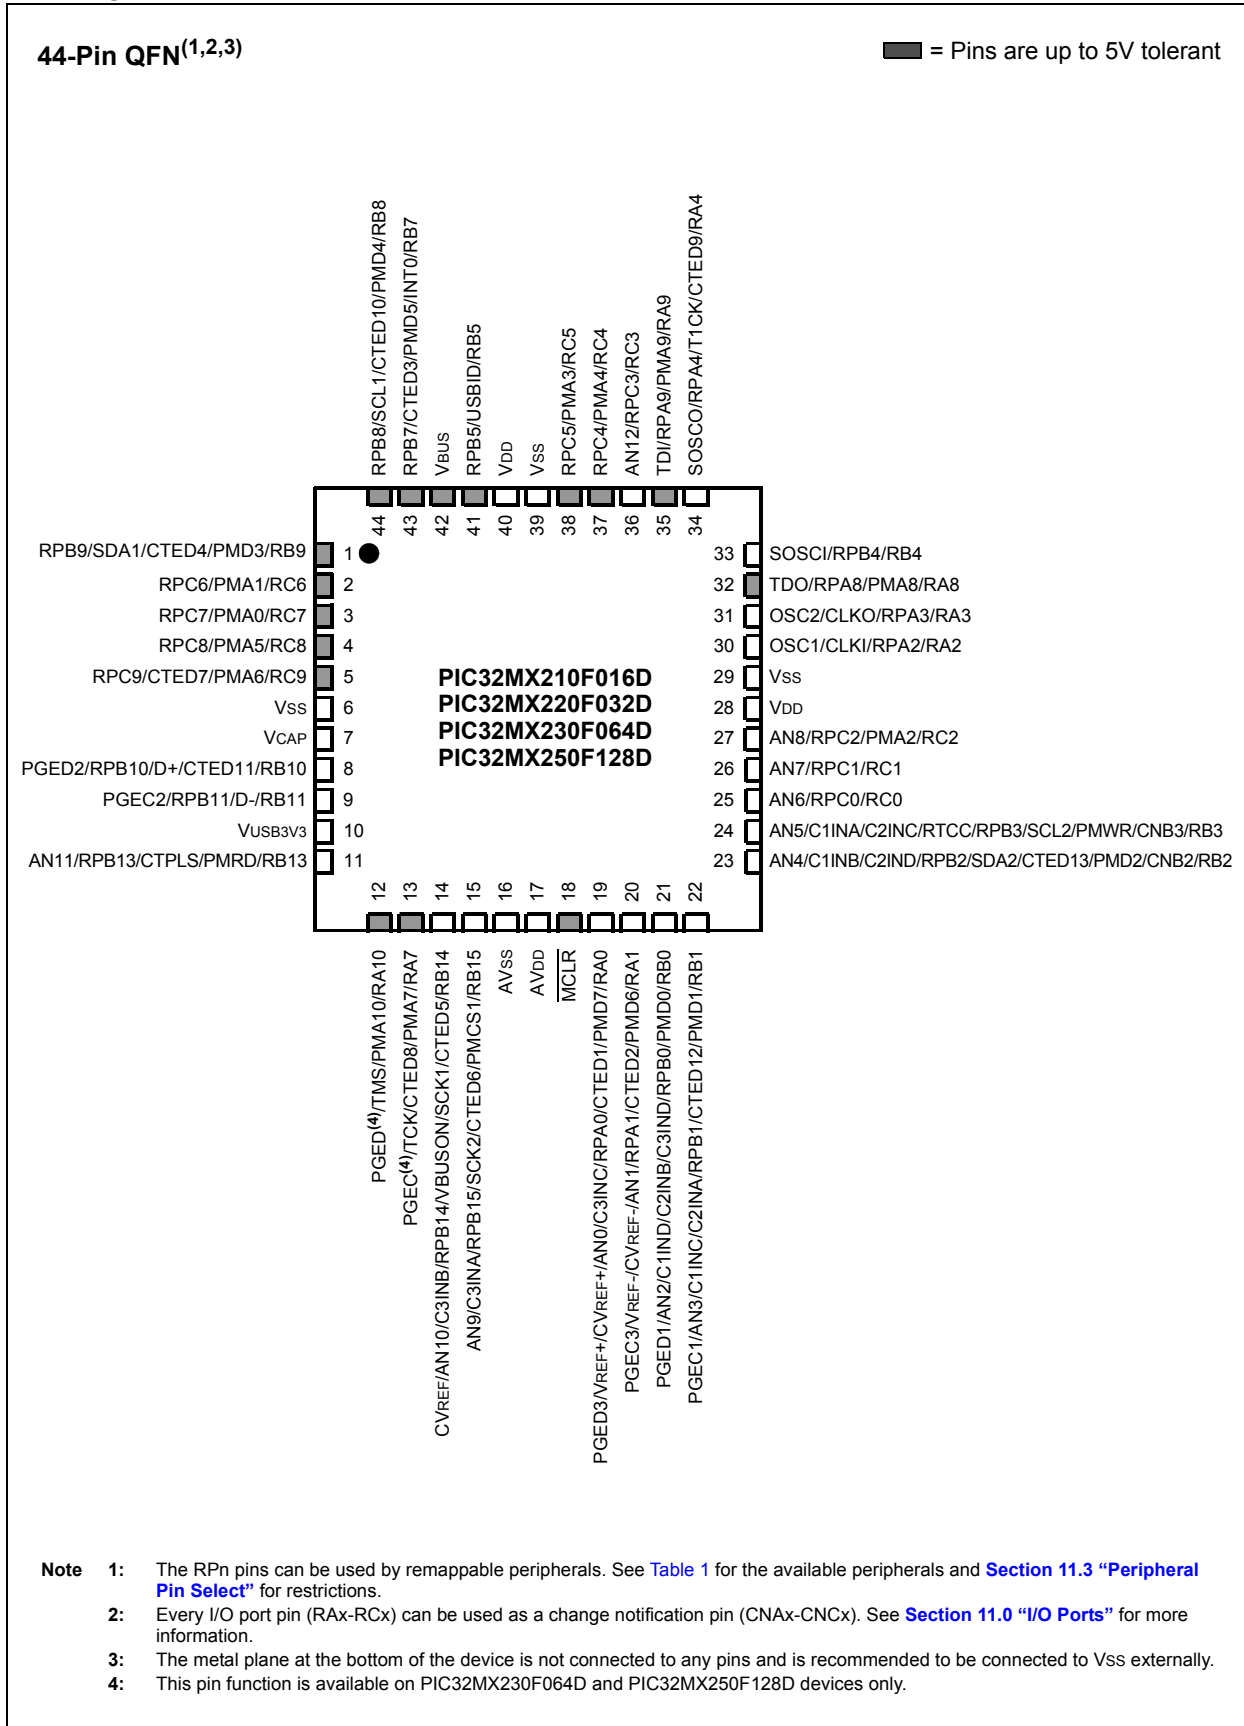 44-Pin QFN(1,2,3)
= Pins are up to 5V tolerant
RPB8/SCL1/CTED10/PMD4/RB8
RPB7/CTED3/PMD5/INT0/RB7
VBUS
RPB5/USBID/RB5
VDD
VSS
RPC5/PMA3/RC5
RPC4/PMA4/RC4
AN12/RPC3/RC3
TDI/RPA9/PMA9/RA9
SOSCO/RPA4/T1CK/CTED9/RA4
44 43 42 41 40 39 38 37 36 35 34
RPB9/SDA1/CTED4/PMD3/RB9 1
RPC6/PMA1/RC6 2
RPC7/PMA0/RC7 3
RPC8/PMA5/RC8 4
RPC9/CTED7/PMA6/RC9 5
VSS 6
VCAP 7
PGED2/RPB10/D+/CTED11/RB10 8
PGEC2/RPB11/D-/RB11 9
VUSB3V3 10
AN11/RPB13/CTPLS/PMRD/RB13 11
PIC32MX210F016D
PIC32MX220F032D
PIC32MX230F064D
PIC32MX250F128D
33 SOSCI/RPB4/RB4
32 TDO/RPA8/PMA8/RA8
31 OSC2/CLKO/RPA3/RA3
30 OSC1/CLKI/RPA2/RA2
29 VSS
28 VDD
27 AN8/RPC2/PMA2/RC2
26 AN7/RPC1/RC1
25 AN6/RPC0/RC0
24 AN5/C1INA/C2INC/RTCC/RPB3/SCL2/PMWR/CNB3/RB3
23 AN4/C1INB/C2IND/RPB2/SDA2/CTED13/PMD2/CNB2/RB2
12 13 14 15 16 17 18 19 20 21 22
PGED(4)/TMS/PMA10/RA10
PGEC(4)/TCK/CTED8/PMA7/RA7
CVREF/AN10/C3INB/RPB14/VBUSON/SCK1/CTED5/RB14
AN9/C3INA/RPB15/SCK2/CTED6/PMCS1/RB15
AVSS
AVDD
MCLR
PGED3/VREF+/CVREF+/AN0/C3INC/RPA0/CTED1/PMD7/RA0
PGEC3/VREF-/CVREF-/AN1/RPA1/CTED2/PMD6/RA1
PGED1/AN2/C1IND/C2INB/C3IND/RPB0/PMD0/RB0
PGEC1/AN3/C1INC/C2INA/RPB1/CTED12/PMD1/RB1
Note 1: The RPn pins can be used by remappable peripherals. See Table 1 for the available peripherals and Section 11.3 “Peripheral
Pin Select” for restrictions.
2: Every I/O port pin (RAx-RCx) can be used as a change notification pin (CNAx-CNCx). See Section 11.0 “I/O Ports” for more
information.
3: The metal plane at the bottom of the device is not connected to any pins and is recommended to be connected to VSS externally.
4: This pin function is available on PIC32MX230F064D and PIC32MX250F128D devices only.